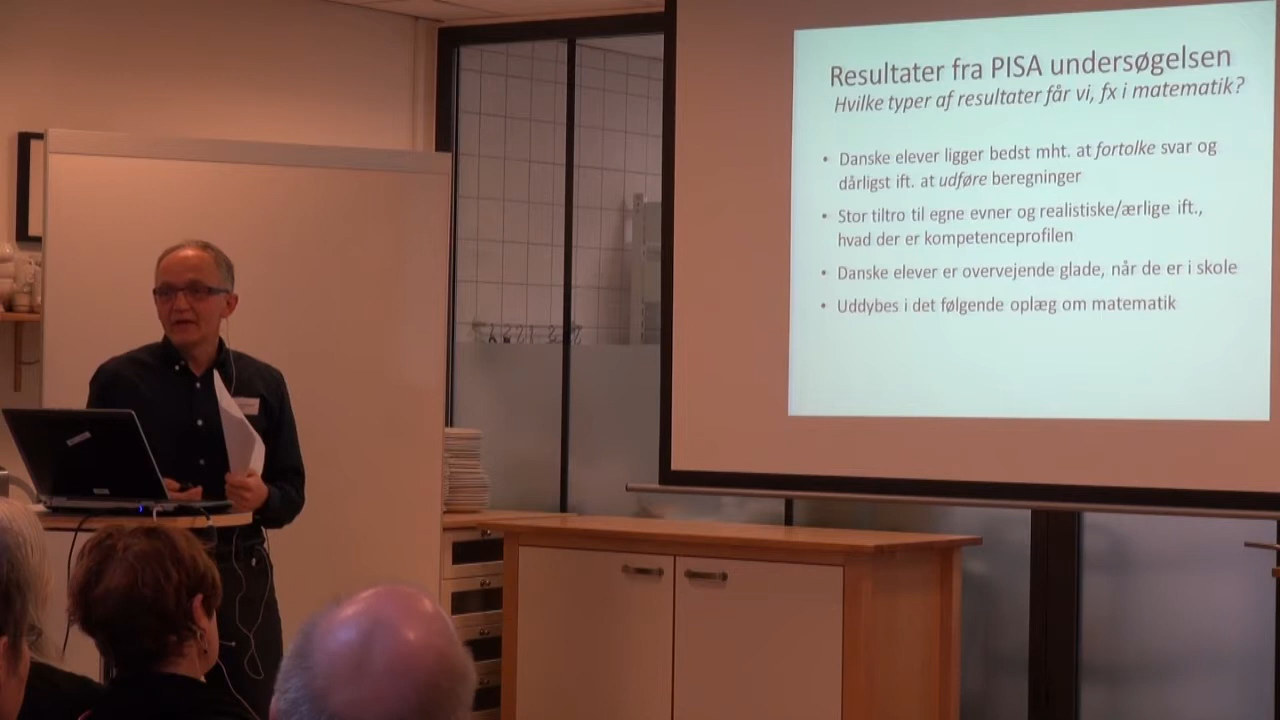 Resultater fra PISA undersøgelsen
Hvilke typer af resultater får vi, fx i matematik?
• Danske elever ligger bedst mht. at fortolke svar og
dårligst ift. at udføre beregninger
• Stor tiltro til egne evner og realistiske/ærlige ift.,
hvad der er kompetenceprofilen
• Danske elever er overvejende glade, når de er i skole
• Uddybes i det følgende oplæg om matematik